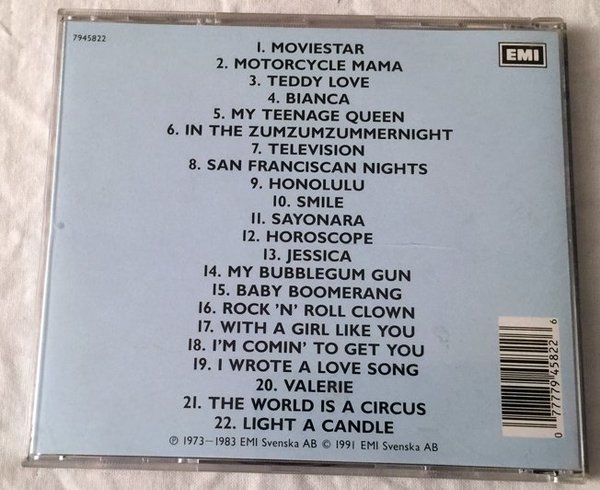 7945822
EMI
1. MOVIESTAR
2. MOTORCYCLE MAMA
3. TEDDY LOVE
4. BIANCA
5. MY TEENAGE QUEEN
6. IN THE ZUMZUMZUMMERNIGHT
7. TELEVISION
8. SAN FRANCISCAN NIGHTS
9. HONOLULU
10. SMILE
11. SAYONARA
12. HOROSCOPE
13. JESSICA
14. MY BUBBLEGUM GUN
15. BABY BOOMERANG
16. ROCK 'N' ROLL CLOWN
17. WITH A GIRL LIKE YOU
18. I'M COMIN' TO GET YOU
19. I WROTE A LOVE SONG
20. VALERIE
21. THE WORLD IS A CIRCUS
22. LIGHT A CANDLE
℗ 1973–1983 EMI Svenska AB © 1991 EMI Svenska AB
0 77779 45822 6